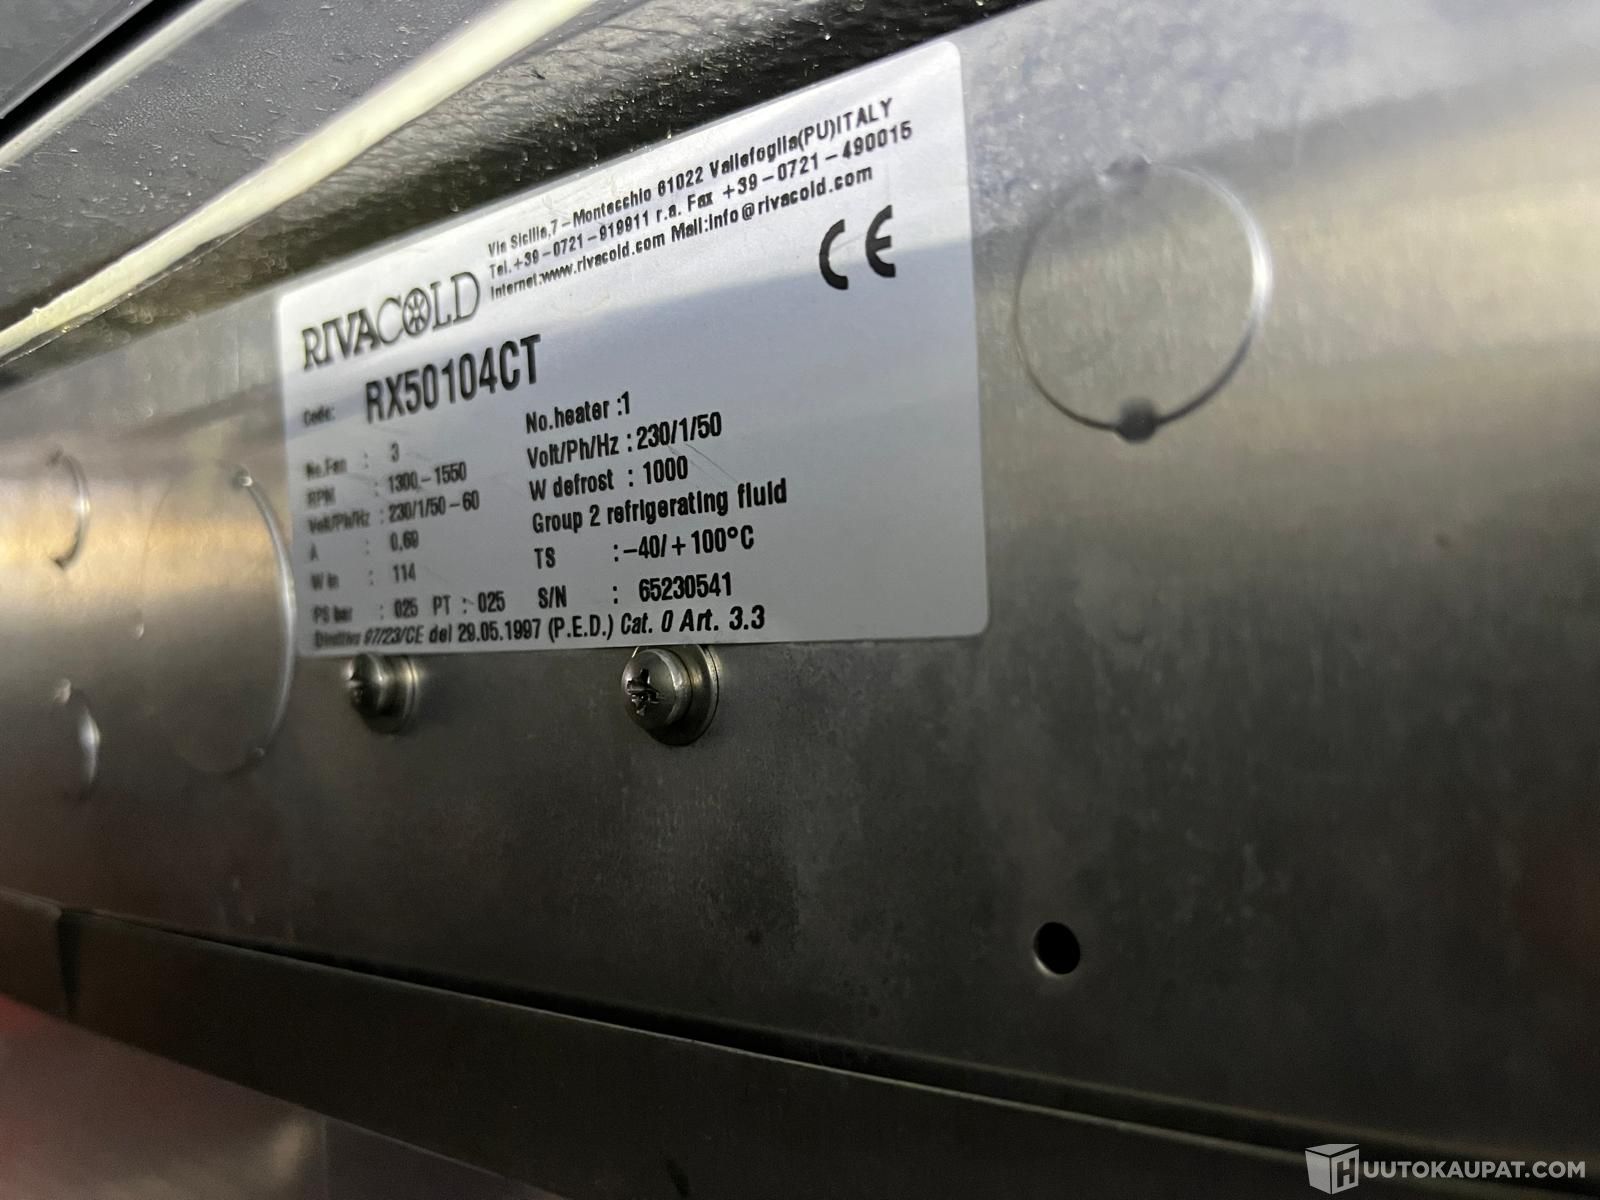 RIVACOLD
Via Sicilia,7-Montecchio 61022 Vallefoglia(PU)ITALY
Tel.+39-0721-919911 r.a. Fax +39-0721-490015
Internet:www.rivacold.com Mail:info@rivacold.com
CE
Code: RX50104CT
No.Fan : 3
RPM : 1300-1550
Volt/Ph/Hz : 230/1/50-60
A : 0,69
W in : 114
PS bar : 025 PT : 025
No.heater :1
Volt/Ph/Hz :230/1/50
W defrost : 1000
Group 2 refrigerating fluid
TS :-40/+100°C
S/N : 65230541
Direttiva 97/23/CE del 29.05.1997 (P.E.D.) Cat. 0 Art. 3.3
HUUTOKAUPAT.COM